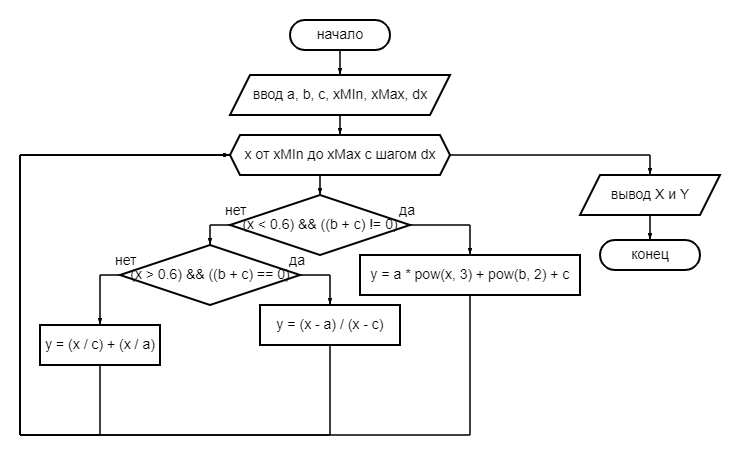 начало
ввод a, b, c, xMIn, xMax, dx
x от xMIn до xMax с шагом dx
вывод X и Y
нет
да
(x < 0.6) && ((b + c) != 0)
конец
нет
да
(x > 0.6) && ((b + c) == 0)
y = a * pow(x, 3) + pow(b, 2) + c
y = (x - a) / (x - c)
y = (x / c) + (x / a)